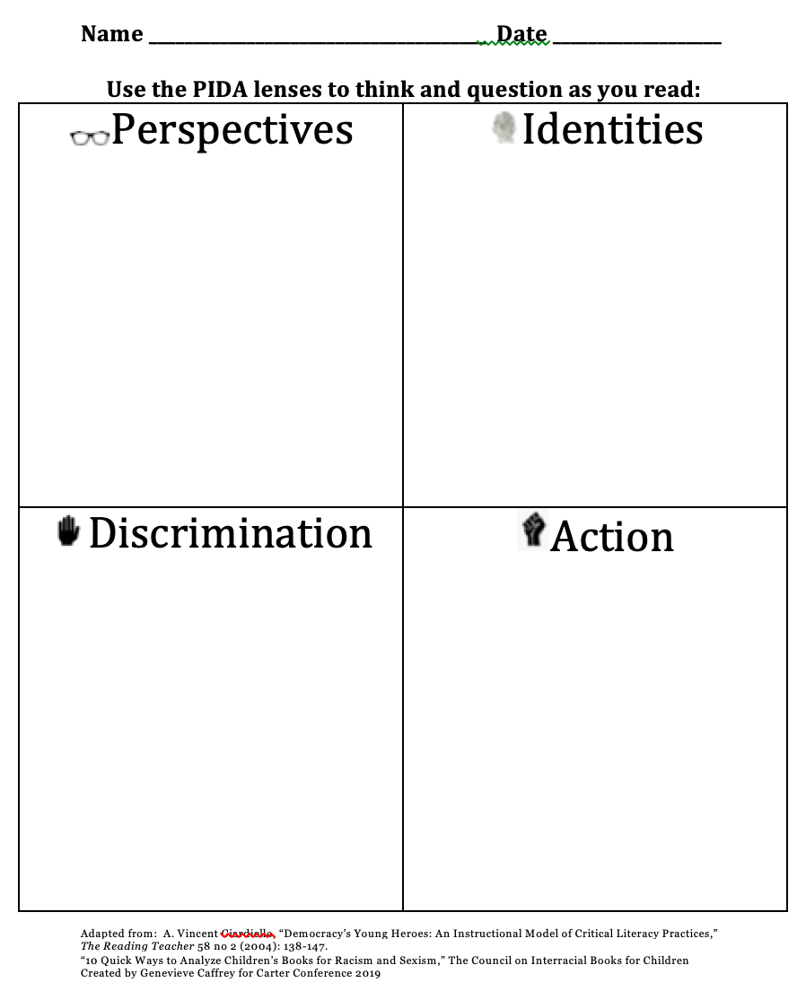 Name ______________________________________ Date ___________________
Use the PIDA lenses to think and question as you read:
Perspectives
Identities
Discrimination
Action
Adapted from: A. Vincent Ciardiello, “Democracy’s Young Heroes: An Instructional Model of Critical Literacy Practices,”
The Reading Teacher 58 no 2 (2004): 138-147.
“10 Quick Ways to Analyze Children’s Books for Racism and Sexism,” The Council on Interracial Books for Children
Created by Genevieve Caffrey for Carter Conference 2019